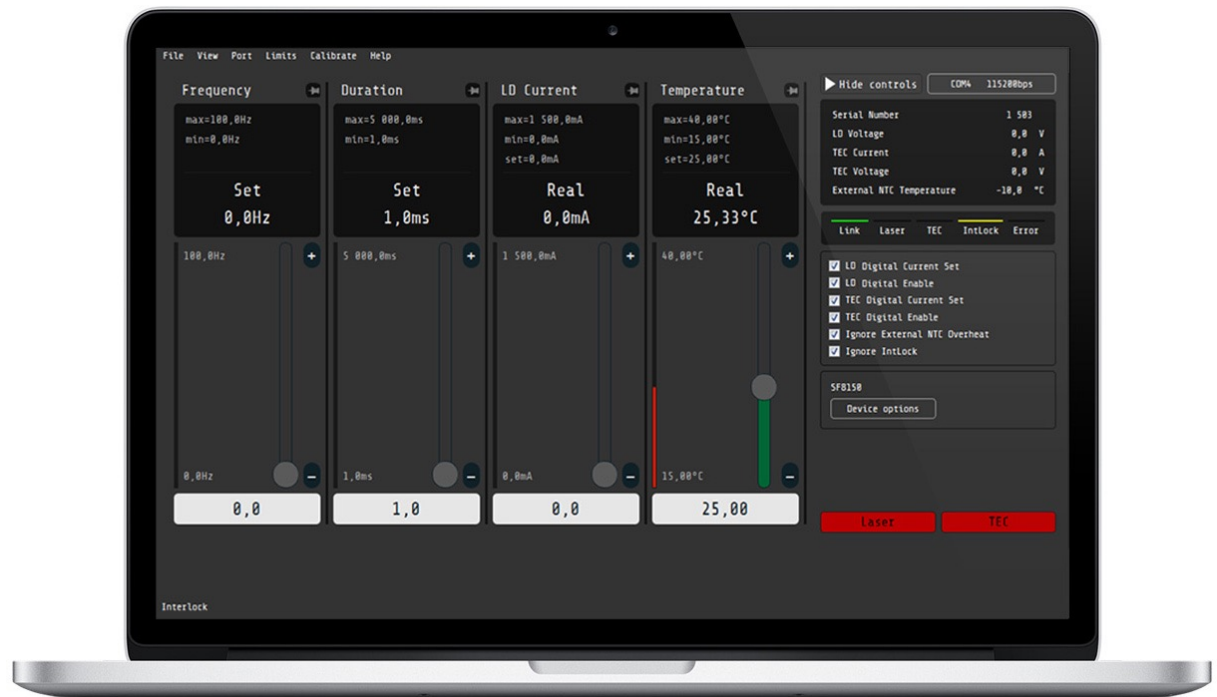 File View Port Limits Calibrate Help
Frequency
max=100,0Hz
min=0,0Hz
Set
0,0Hz
100,0Hz
+
0,0Hz
−
0,0
Duration
max=5 000,0ms
min=1,0ms
Set
1,0ms
5 000,0ms
+
1,0ms
−
1,0
LD Current
max=1 500,0mA
min=0,0mA
set=0,0mA
Real
0,0mA
1 500,0mA
+
0,0mA
−
0,0
Temperature
max=40,00°C
min=15,00°C
set=25,00°C
Real
25,33°C
40,00°C
+
15,00°C
−
25,00
Hide controls COM4 115200bps
Serial Number 1 503
LD Voltage 0,0 V
TEC Current 0,0 A
TEC Voltage 0,0 V
External NTC Temperature -10,0 °C
Link Laser TEC IntLock Error
LD Digital Current Set
LD Digital Enable
TEC Digital Current Set
TEC Digital Enable
Ignore External NTC Overheat
Ignore IntLock
SF8150
Device options
Laser TEC
Interlock